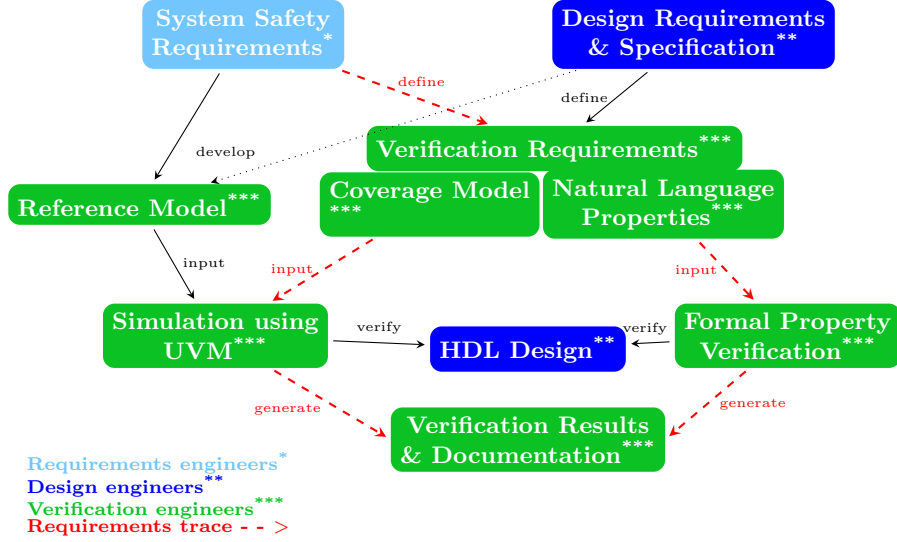 System Safety
Requirements*
Design Requirements
& Specification**
define
define
develop
Verification Requirements***
Reference Model***
Coverage Model
***
Natural Language
Properties***
input
input
input
Simulation using
UVM***
verify
HDL Design**
verify
Formal Property
Verification***
generate
generate
Verification Results
& Documentation***
Requirements engineers*
Design engineers**
Verification engineers***
Requirements trace - - >